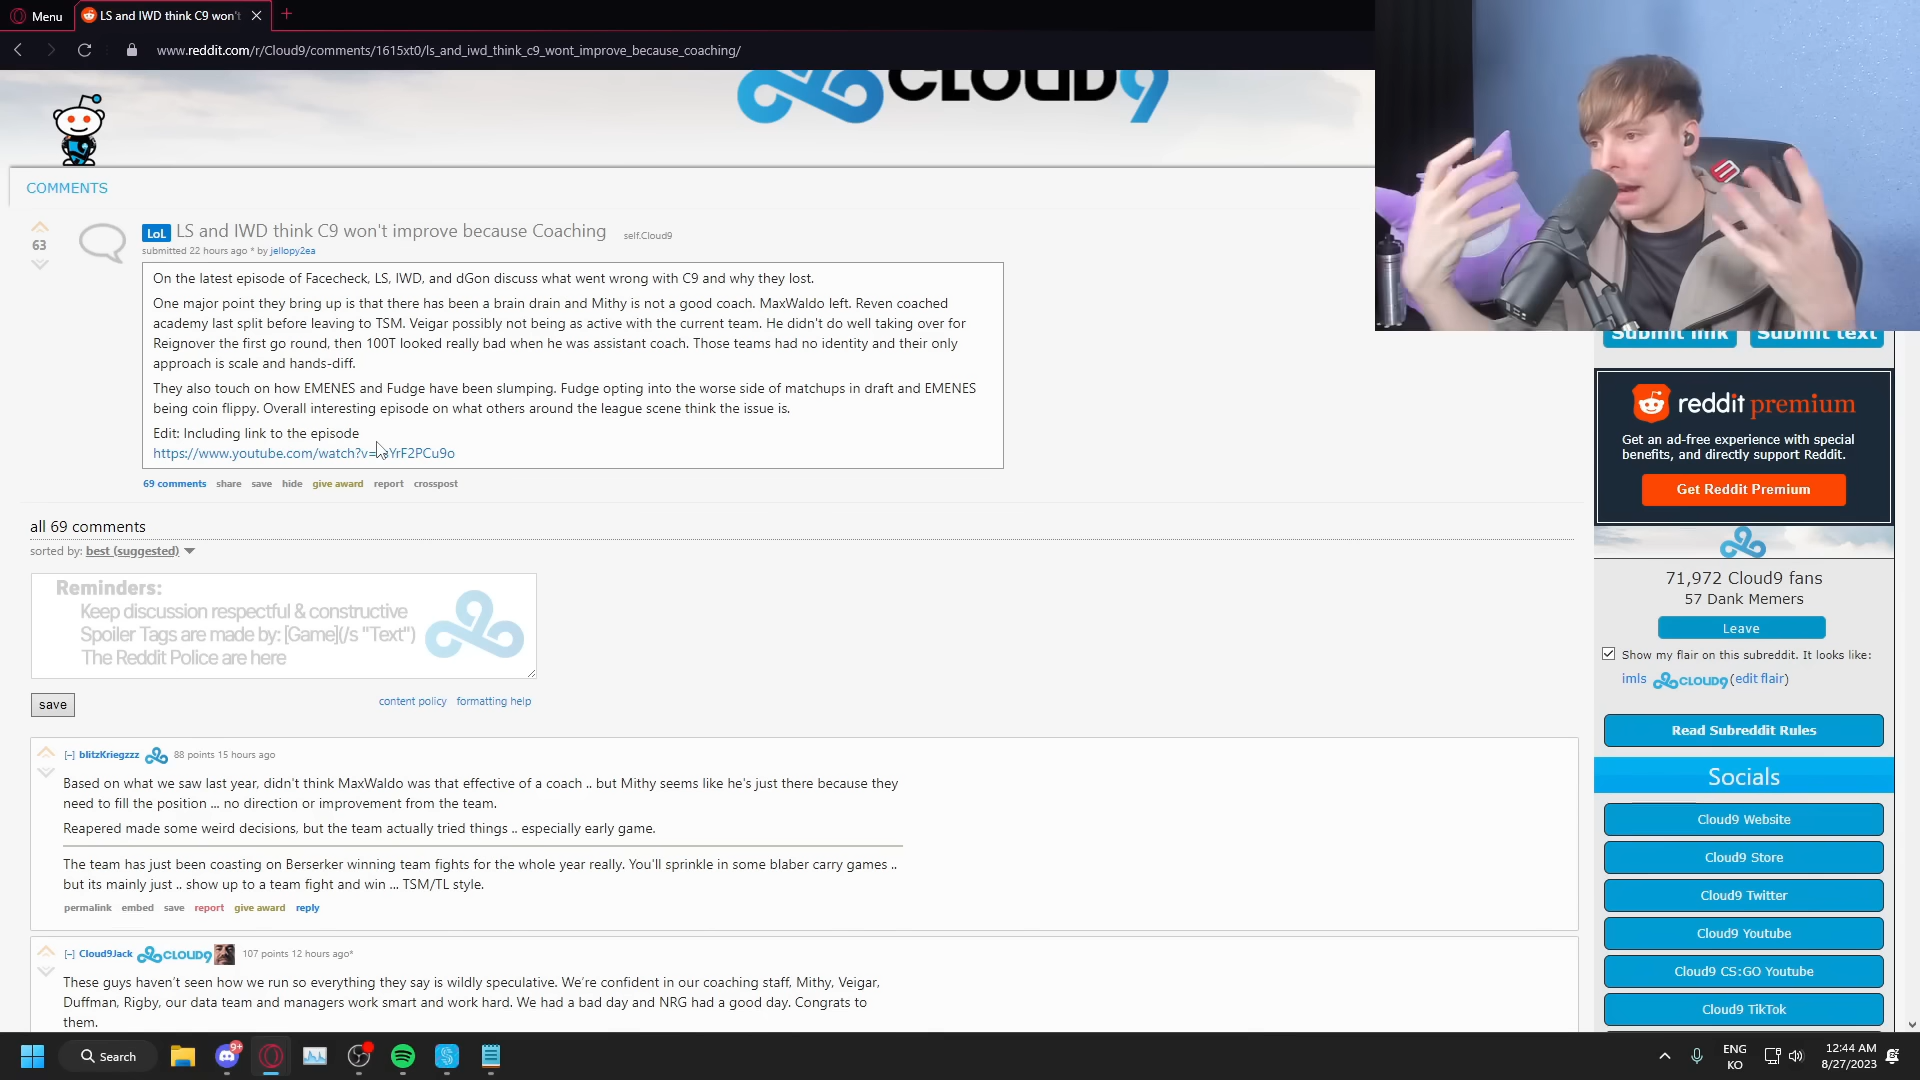 Menu
LS and IWD think C9 won't
www.reddit.com/r/Cloud9/comments/1615xt0/ls_and_iwd_think_c9_wont_improve_because_coaching/
CLOUD9
COMMENTS
63
LoL LS and IWD think C9 won't improve because Coaching self.Cloud9
submitted 22 hours ago * by jellopy2ea
On the latest episode of Facecheck, LS, IWD, and dGon discuss what went wrong with C9 and why they lost.
One major point they bring up is that there has been a brain drain and Mithy is not a good coach. MaxWaldo left. Reven coached
academy last split before leaving to TSM. Veigar possibly not being as active with the current team. He didn't do well taking over for
Reignover the first go round, then 100T looked really bad when he was assistant coach. Those teams had no identity and their only
approach is scale and hands-diff.
They also touch on how EMENES and Fudge have been slumping. Fudge opting into the worse side of matchups in draft and EMENES
being coin flippy. Overall interesting episode on what others around the league scene think the issue is.
Edit: Including link to the episode
69 comments share save hide give award report crosspost
all 69 comments
sorted by: best (suggested)
Reminders:
Keep discussion respectful & constructive
Spoiler Tags are made by: [Game](/s "Text")
The Reddit Police are here
save
content policy formatting help
[–] blitzKriegzzz 88 points 15 hours ago
Based on what we saw last year, didn't think MaxWaldo was that effective of a coach .. but Mithy seems like he's just there because they
need to fill the position ... no direction or improvement from the team.
Reapered made some weird decisions, but the team actually tried things .. especially early game.
The team has just been coasting on Berserker winning team fights for the whole year really. You'll sprinkle in some blaber carry games ..
but its mainly just .. show up to a team fight and win ... TSM/TL style.
permalink embed save report give award reply
[–] Cloud9Jack CLOUD9 107 points 12 hours ago*
These guys haven't seen how we run so everything they say is wildly speculative. We're confident in our coaching staff, Mithy, Veigar,
Duffman, Rigby, our data team and managers work smart and work hard. We had a bad day and NRG had a good day. Congrats to
them.
Submit link Submit text
reddit premium
Get an ad-free experience with special
benefits, and directly support Reddit.
Get Reddit Premium
71,972 Cloud9 fans
57 Dank Memers
Leave
Show my flair on this subreddit. It looks like:
imls CLOUD9 (edit flair)
Read Subreddit Rules
Socials
Cloud9 Website
Cloud9 Store
Cloud9 Twitter
Cloud9 Youtube
Cloud9 CS:GO Youtube
Cloud9 TikTok
Search
9+
ENG
KO
12:44 AM
8/27/2023